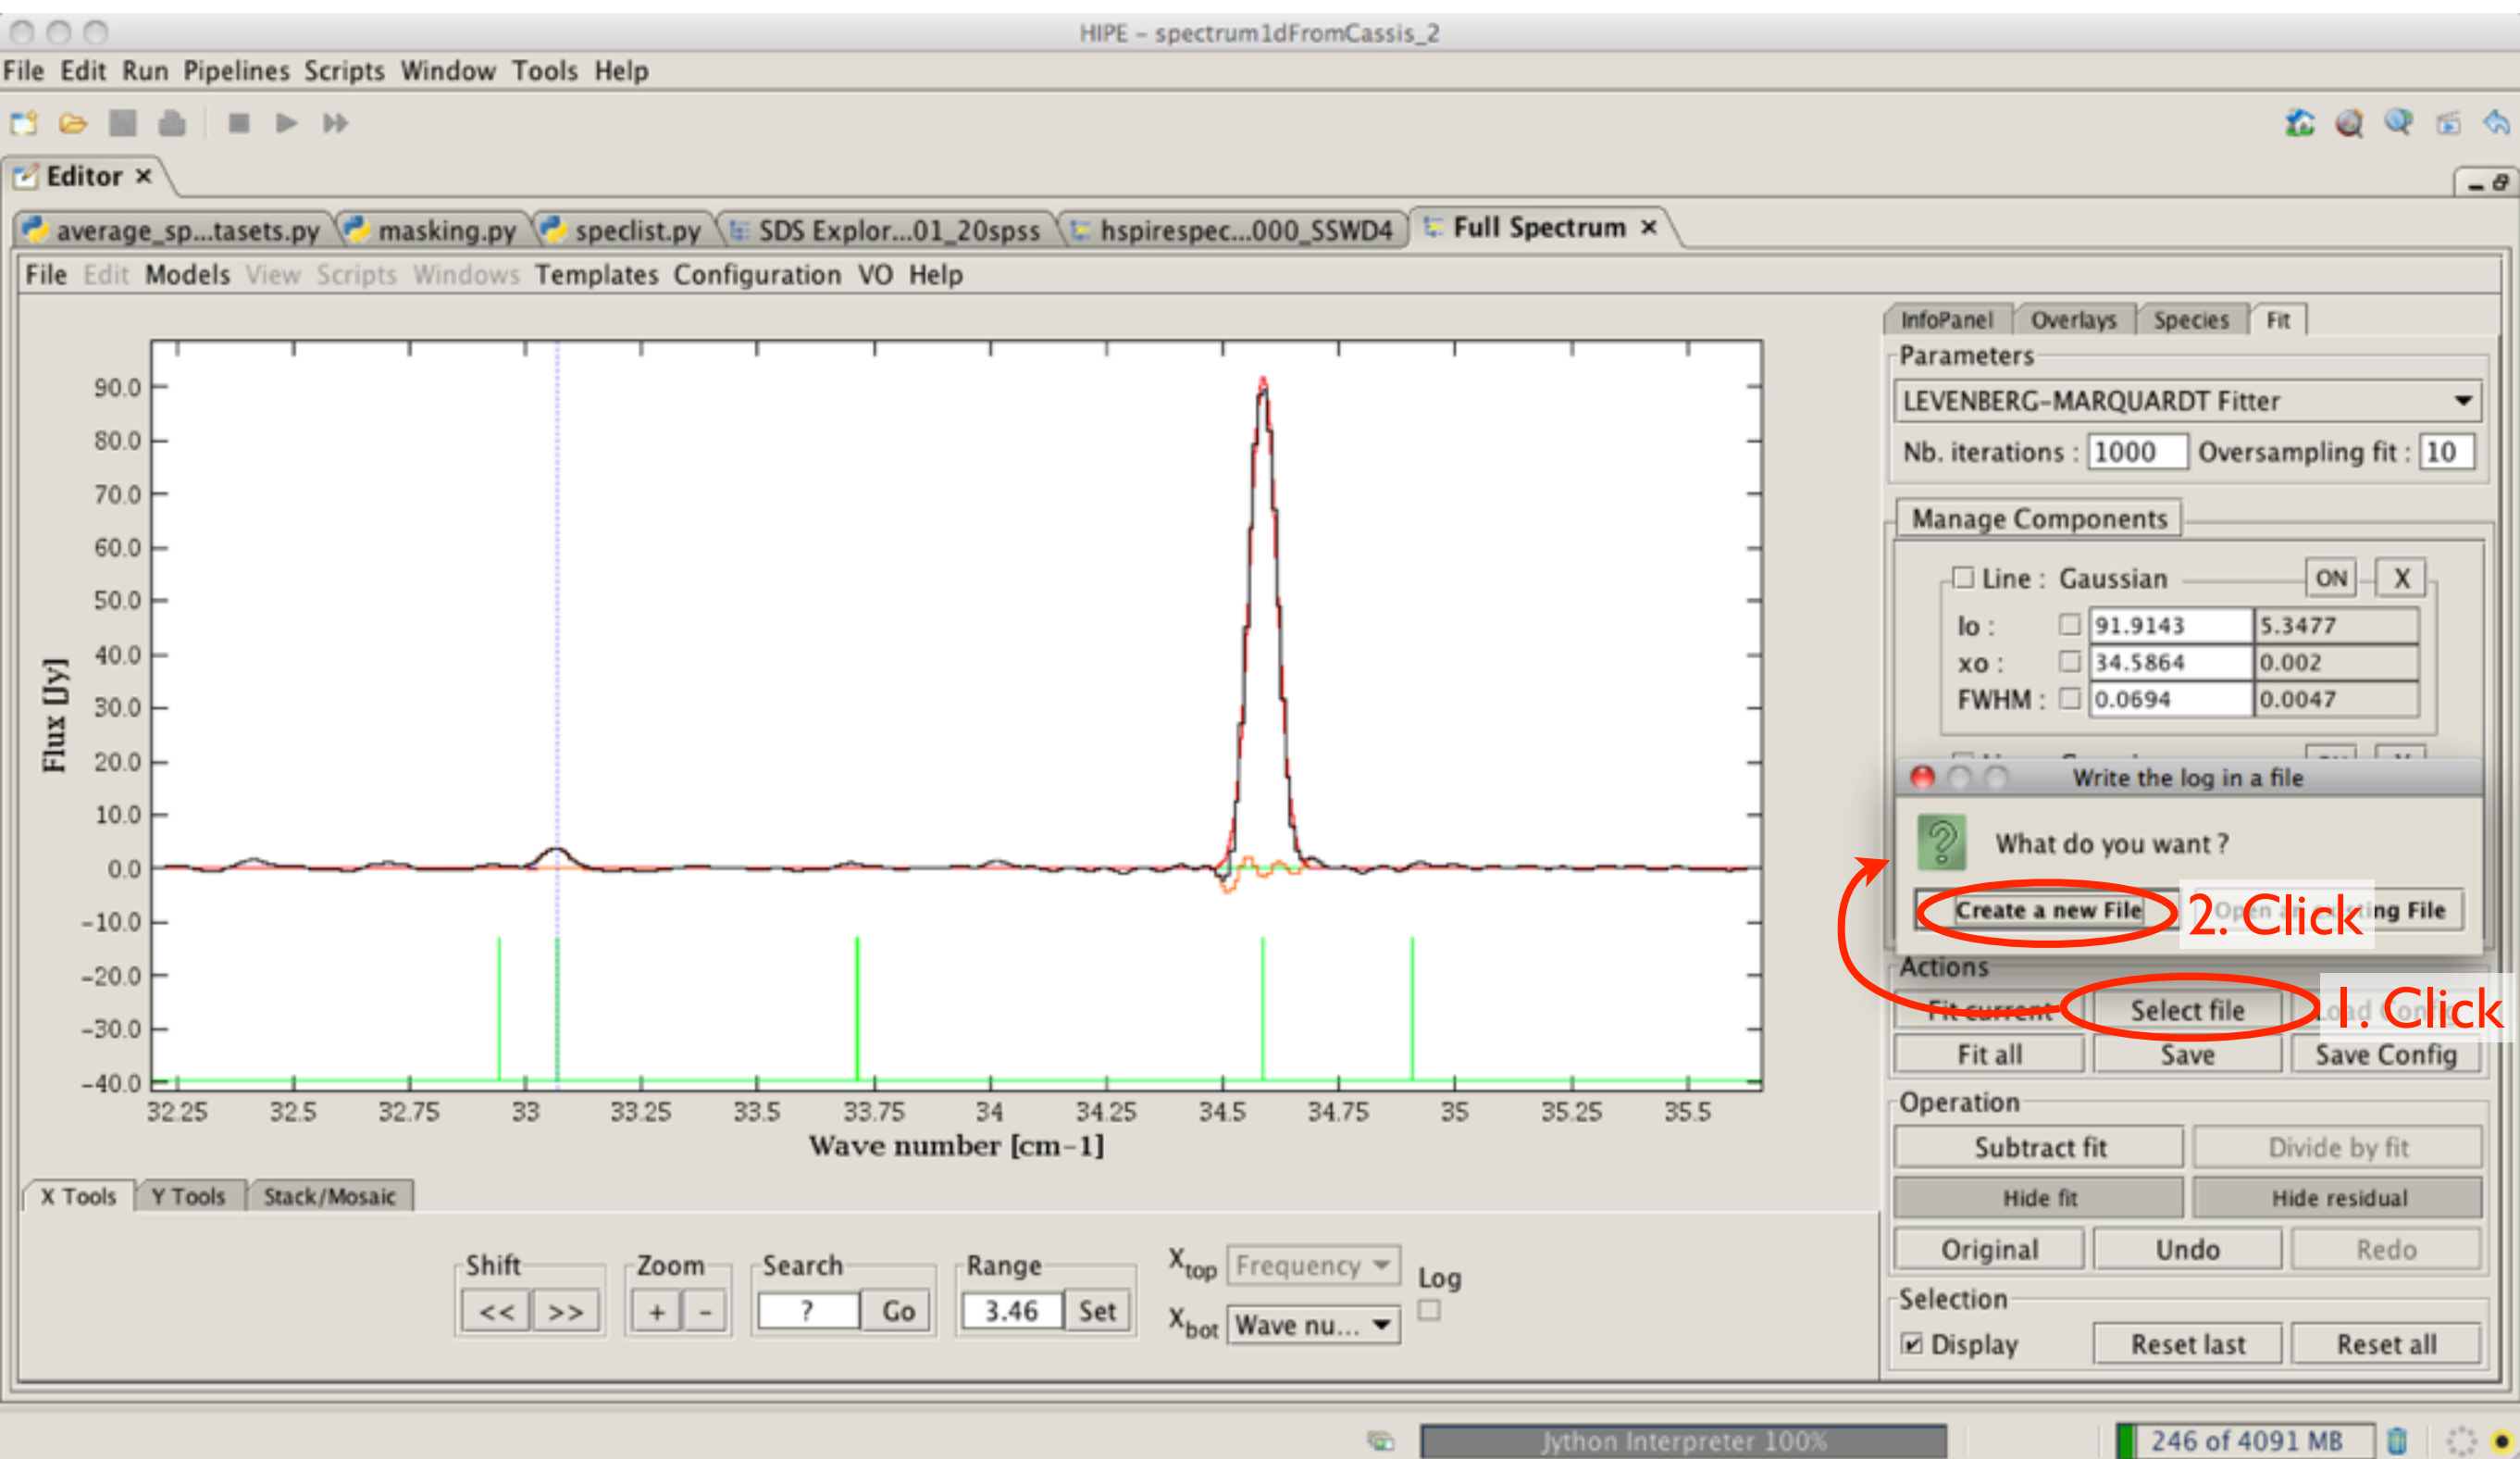 HIPE - spectrum1dFromCassis_2
File Edit Run Pipelines Scripts Window Tools Help
Editor ×
average_sp...tasets.py masking.py speclist.py SDS Explor...01_20spss hspirespec...000_SSWD4 Full Spectrum ×
File Edit Models View Scripts Windows Templates Configuration VO Help
InfoPanel Overlays Species Fit
Parameters
LEVENBERG-MARQUARDT Fitter
Nb. iterations : 1000 Oversampling fit : 10
Manage Components
Line : Gaussian ON X
Io : 91.9143 5.3477
xo : 34.5864 0.002
FWHM : 0.0694 0.0047
Write the log in a file
What do you want ?
Create a new File Open an existing File
2. Click
Actions
Fit current Select file Load Config
1. Click
Fit all Save Save Config
Operation
Subtract fit Divide by fit
Hide fit Hide residual
Original Undo Redo
Selection
Display Reset last Reset all
Flux [Jy]
90.0
80.0
70.0
60.0
50.0
40.0
30.0
20.0
10.0
0.0
-10.0
-20.0
-30.0
-40.0
32.25 32.5 32.75 33 33.25 33.5 33.75 34 34.25 34.5 34.75 35 35.25 35.5
Wave number [cm-1]
X Tools Y Tools Stack/Mosaic
Shift Zoom Search Range Xtop Frequency Log
<< >> + - ? Go 3.46 Set Xbot Wave nu...
Jython Interpreter 100% 246 of 4091 MB